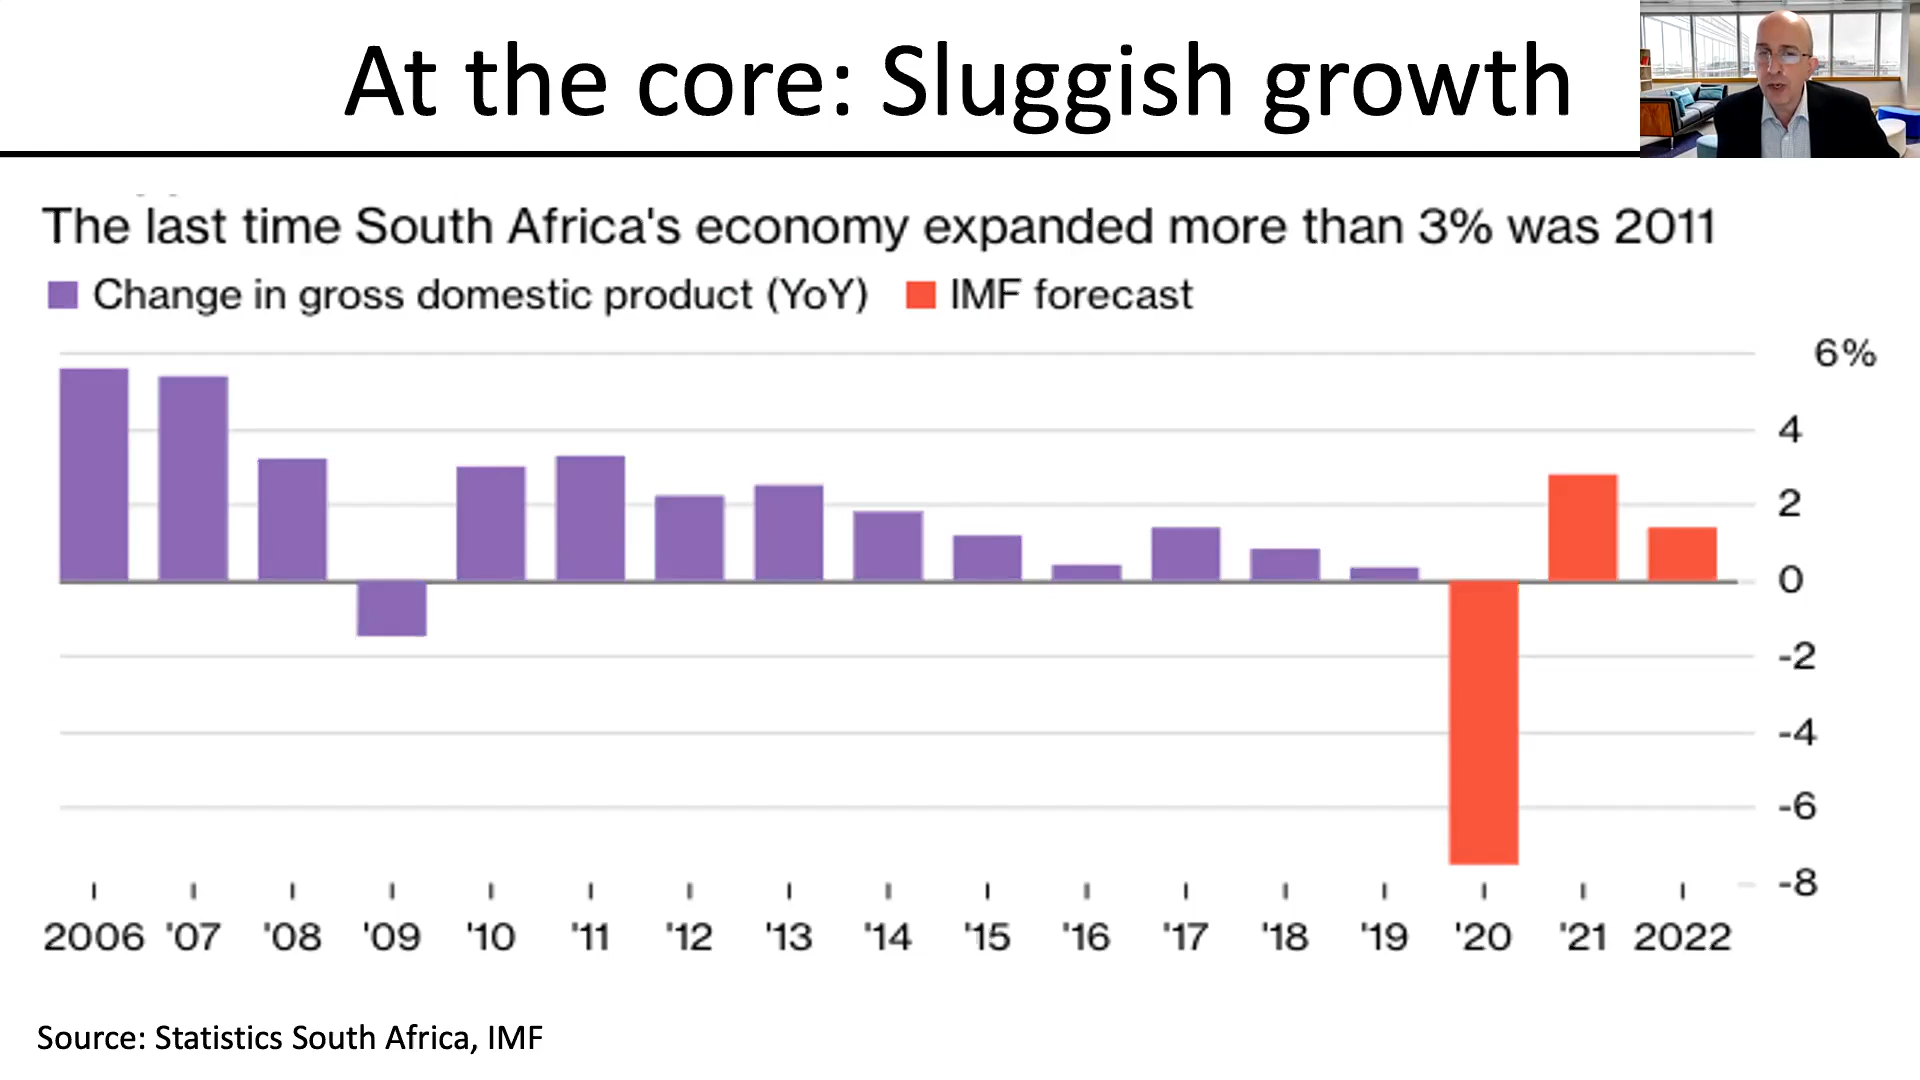 At the core: Sluggish growth
The last time South Africa's economy expanded more than 3% was 2011
Change in gross domestic product (YoY) IMF forecast
6%
4
2
0
-2
-4
-6
-8
2006 '07 '08 '09 '10 '11 '12 '13 '14 '15 '16 '17 '18 '19 '20 '21 2022
Source: Statistics South Africa, IMF